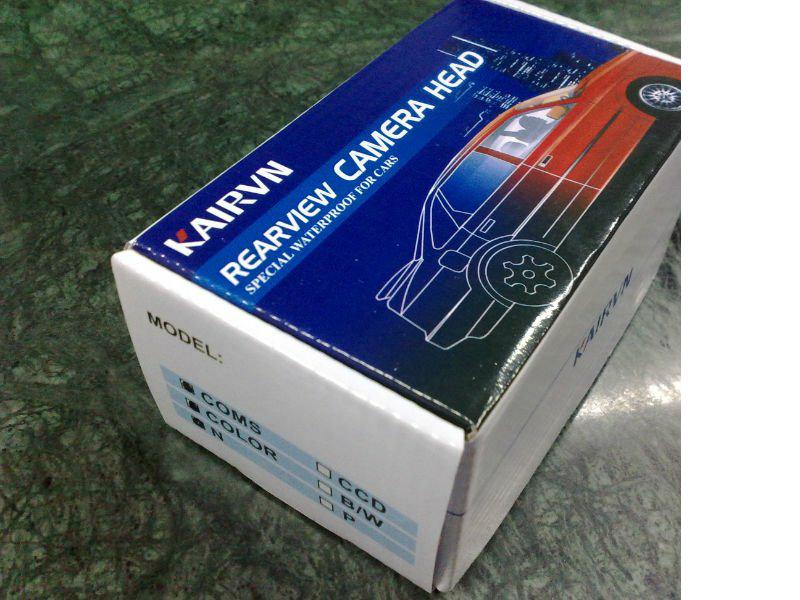 KAIRVN
REARVIEW CAMERA HEAD
SPECIAL WATERPROOF FOR CARS
MODEL:
COMS
CCD
COLOR
B/W
N
P
KAIRVN